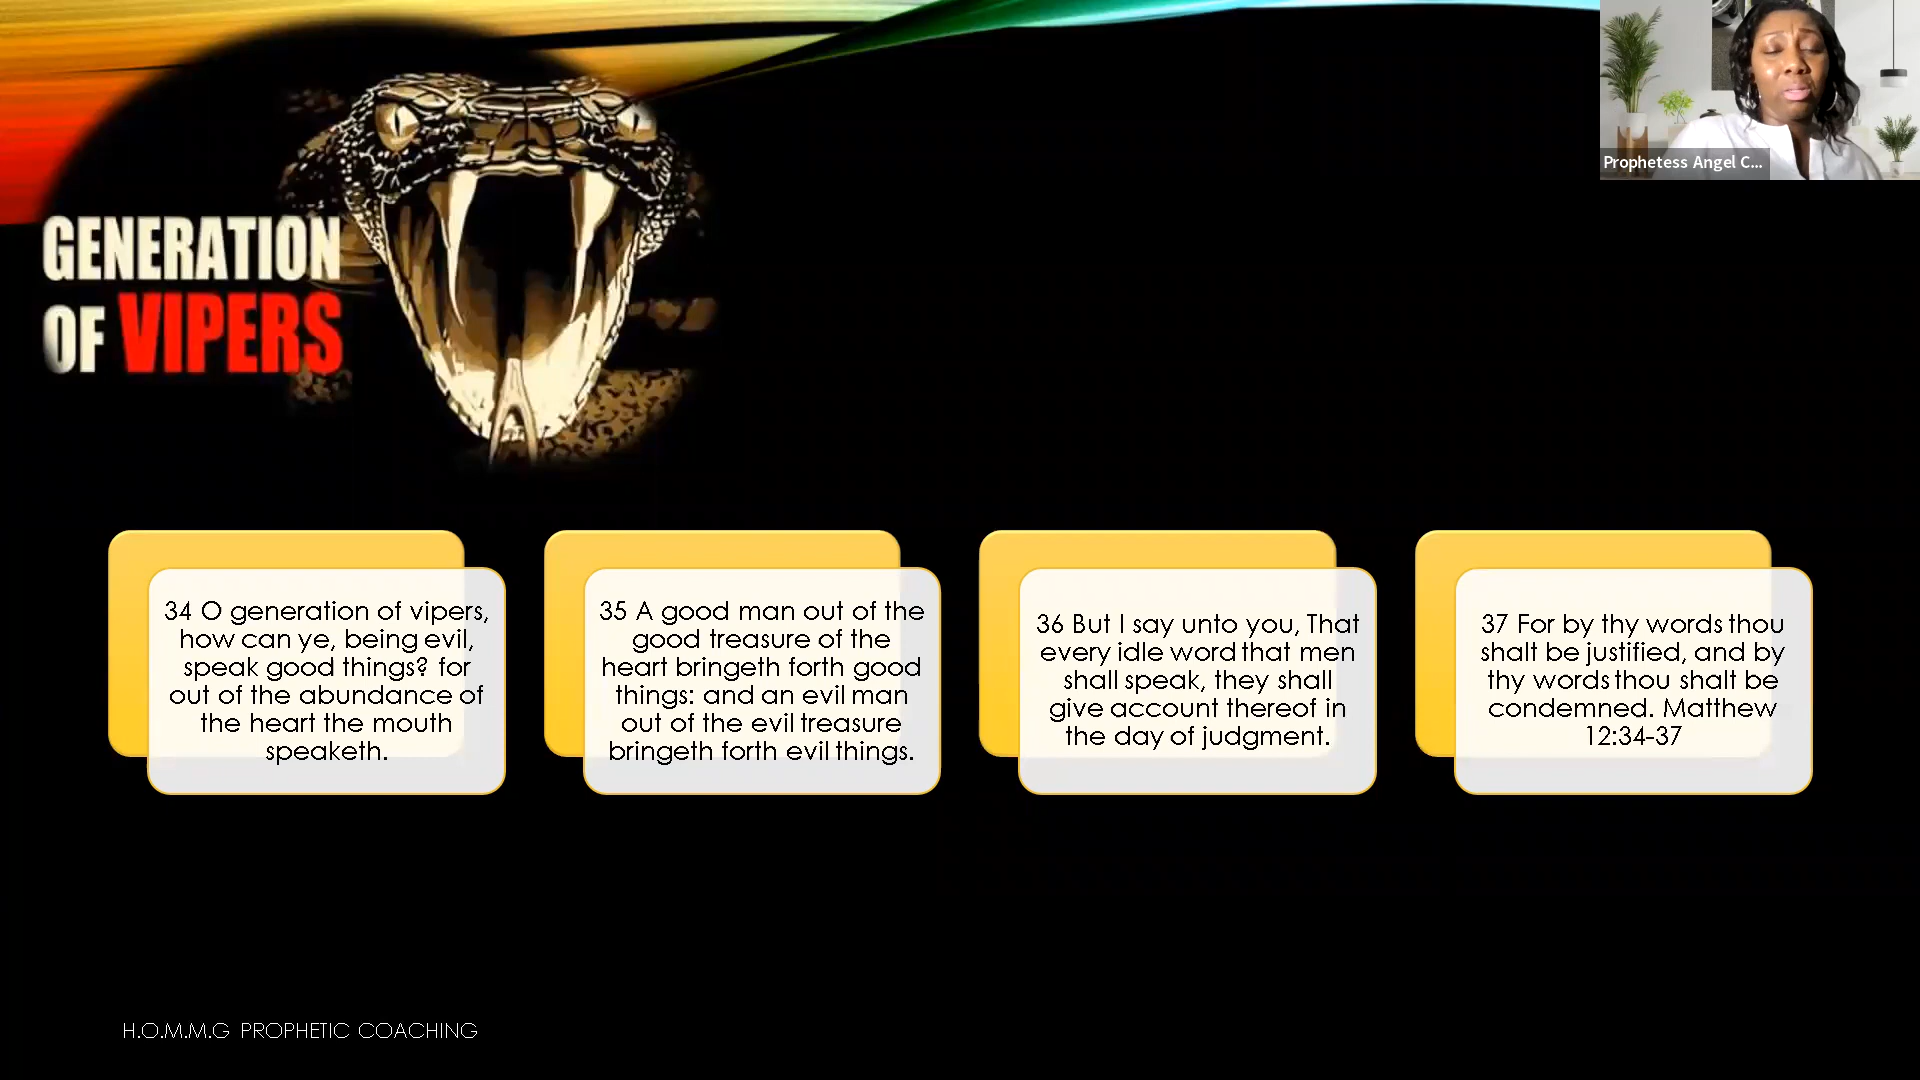 Prophetess Angel C...
GENERATION
OF VIPERS
34 O generation of vipers,
how can ye, being evil,
speak good things? for
out of the abundance of
the heart the mouth
speaketh.
35 A good man out of the
good treasure of the
heart bringeth forth good
things: and an evil man
out of the evil treasure
bringeth forth evil things.
36 But I say unto you, That
every idle word that men
shall speak, they shall
give account thereof in
the day of judgment.
37 For by thy words thou
shalt be justified, and by
thy words thou shalt be
condemned. Matthew
12:34-37
H.O.M.M.G PROPHETIC COACHING